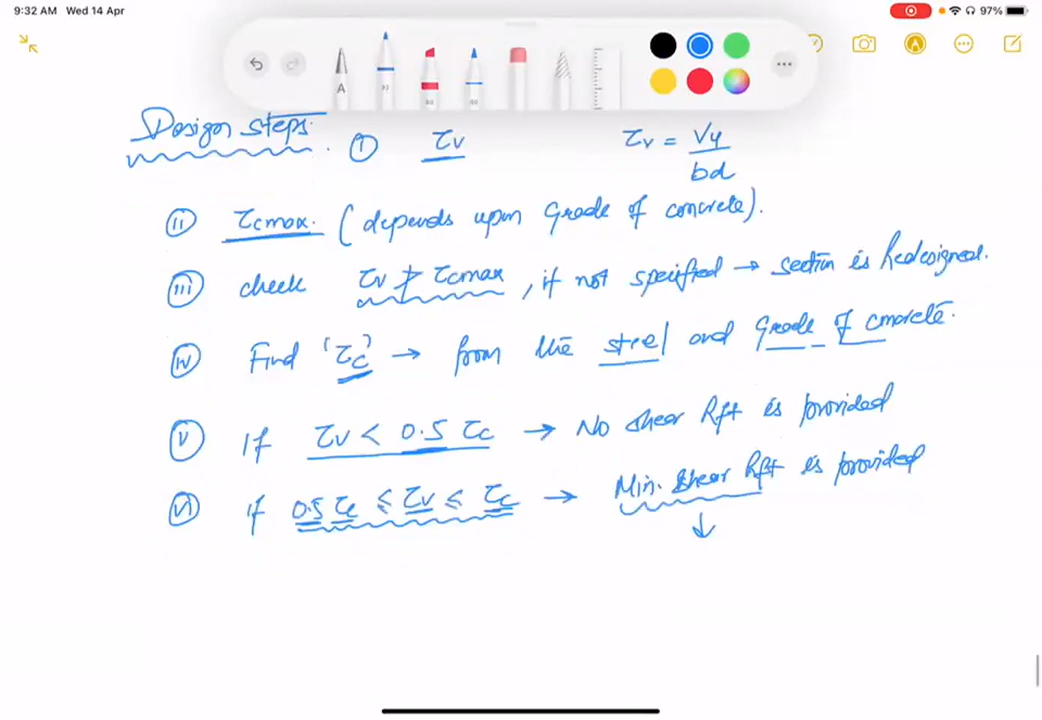 9:32 AM Wed 14 Apr
97%
A
Design steps. (i) τv τv = Vu / bd
(ii) τcmax. (depends upon grade of concrete).
(iii) check τv ≯ τcmax, if not specified → section is Redesigned.
(iv) Find 'τc' → from the steel and grade of concrete.
(v) If τv < 0.5 τc → No shear Rft is provided
(vi) if 0.5 τc ≤ τv ≤ τc → Min. shear Rft is provided
↓